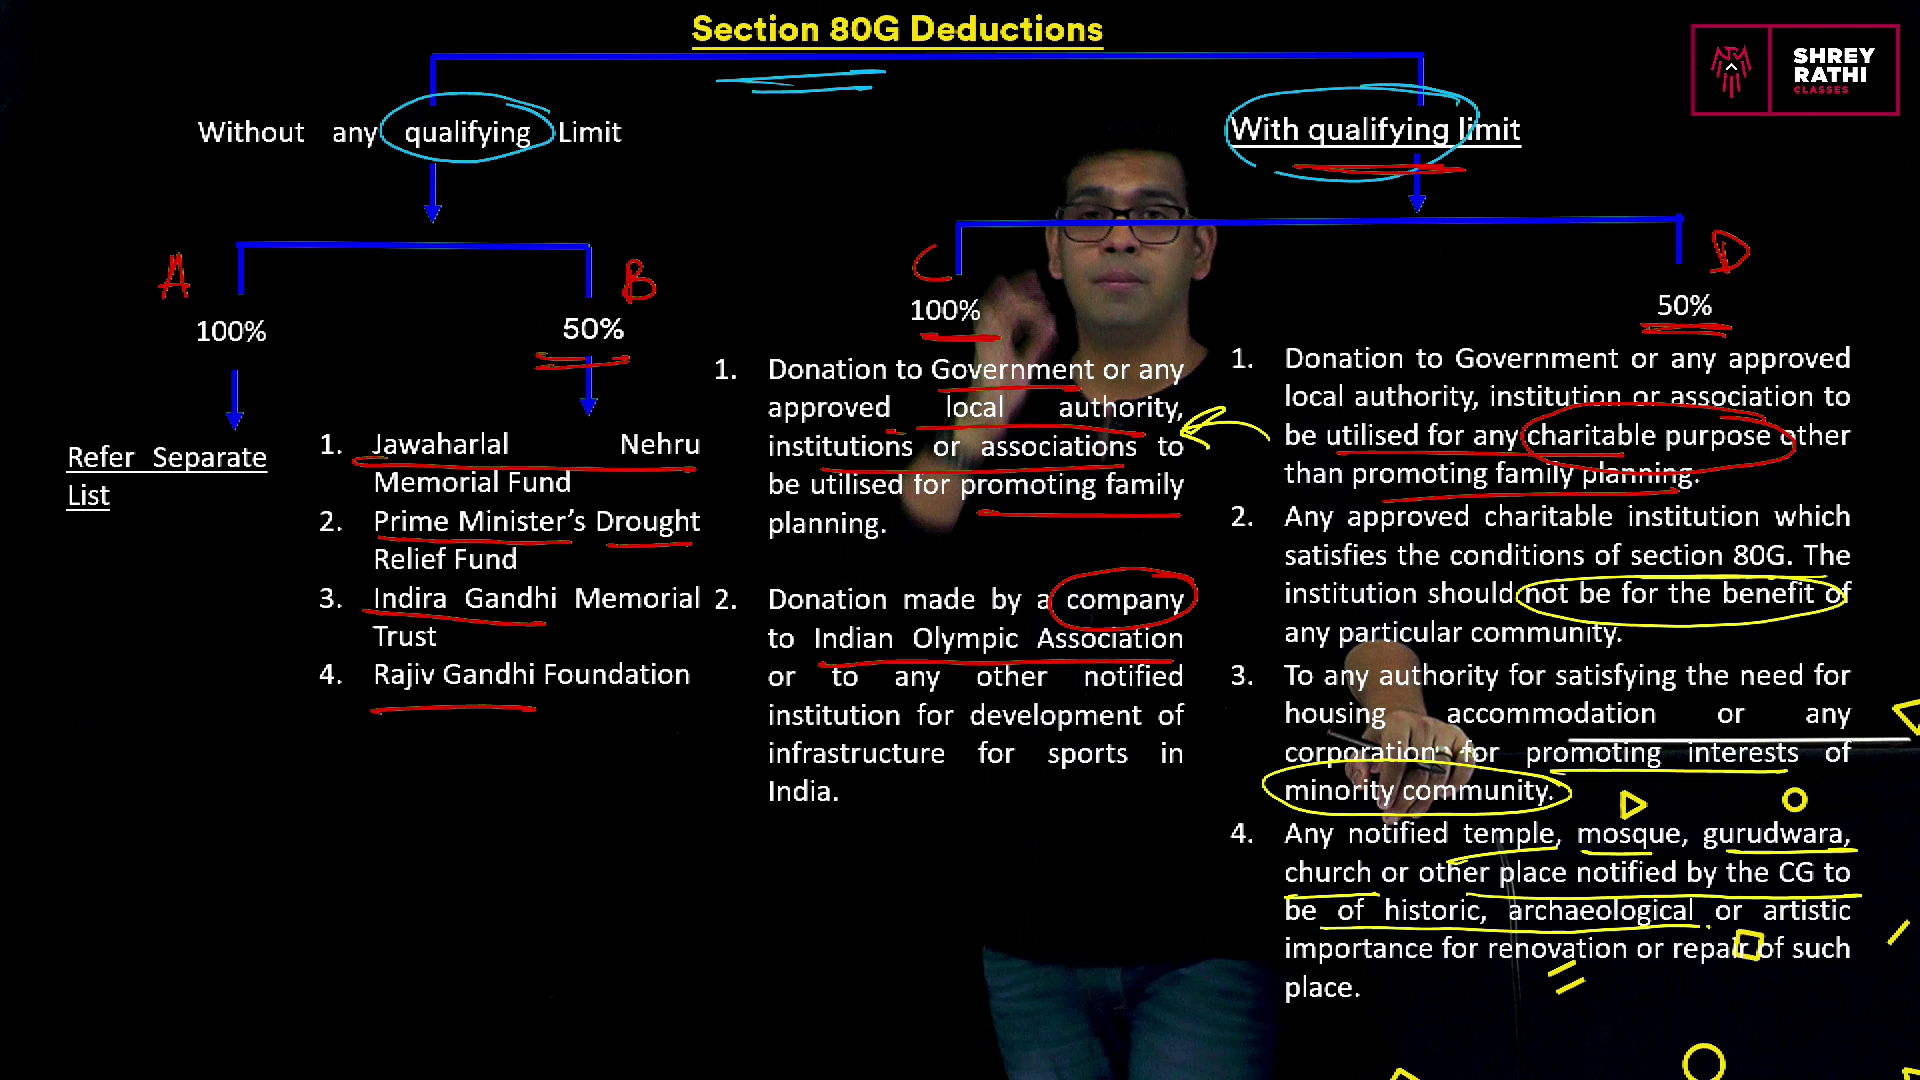 Section 80G Deductions
SHREY
RATHI
CLASSES
Without any qualifying Limit
With qualifying limit
A
B
C
D
100%
50%
100%
50%
Refer Separate
List
1. Jawaharlal Nehru
Memorial Fund
2. Prime Minister's Drought
Relief Fund
3. Indira Gandhi Memorial
Trust
4. Rajiv Gandhi Foundation
1. Donation to Government or any
approved local authority,
institutions or associations to
be utilised for promoting family
planning.
2. Donation made by a company
to Indian Olympic Association
or to any other notified
institution for development of
infrastructure for sports in
India.
1. Donation to Government or any approved
local authority, institution or association to
be utilised for any charitable purpose other
than promoting family planning.
2. Any approved charitable institution which
satisfies the conditions of section 80G. The
institution should not be for the benefit of
any particular community.
3. To any authority for satisfying the need for
housing accommodation or any
corporation for promoting interests of
minority community.
4. Any notified temple, mosque, gurudwara,
church or other place notified by the CG to
be of historic, archaeological or artistic
importance for renovation or repair of such
place.